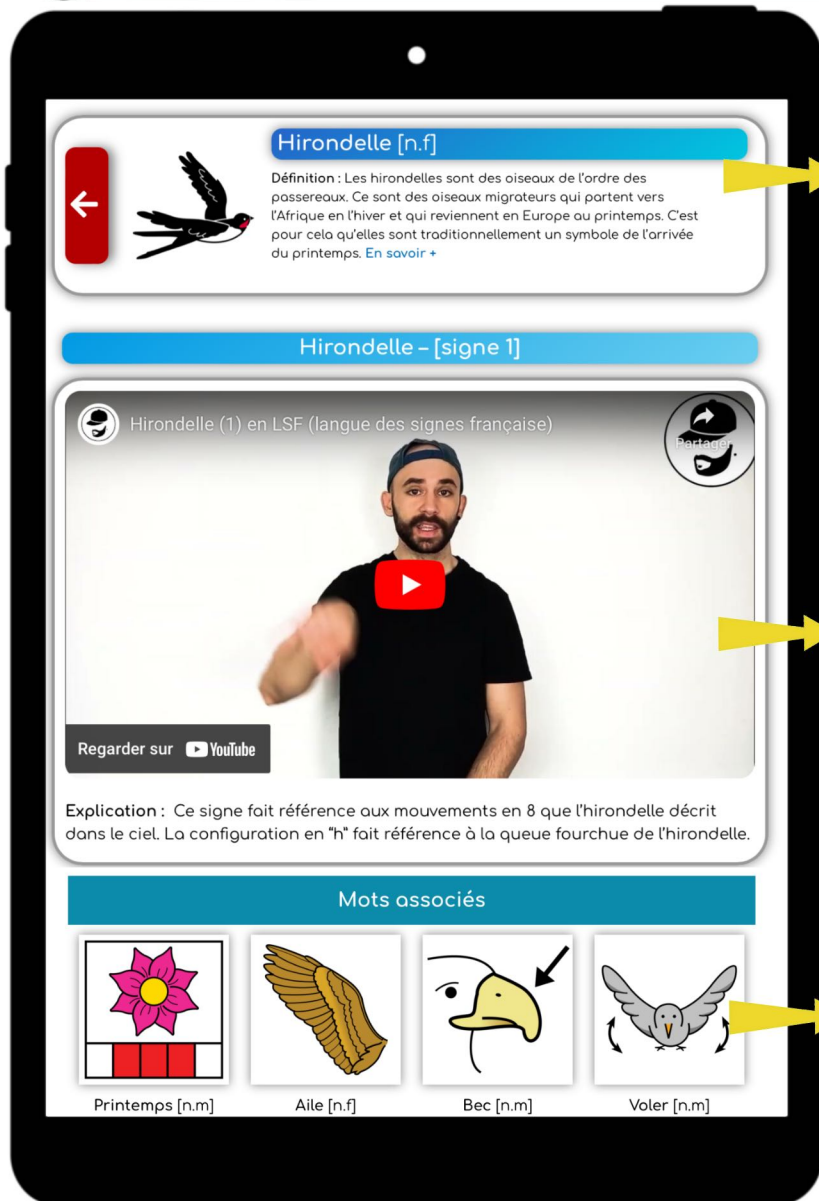 Hirondelle [n.f]
Définition : Les hirondelles sont des oiseaux de l'ordre des
passereaux. Ce sont des oiseaux migrateurs qui partent vers
l'Afrique en l'hiver et qui reviennent en Europe au printemps. C'est
pour cela qu'elles sont traditionnellement un symbole de l'arrivée
du printemps. En savoir +
Hirondelle – [signe 1]
Hirondelle (1) en LSF (langue des signes française)
Partager
Regarder sur YouTube
Explication : Ce signe fait référence aux mouvements en 8 que l'hirondelle décrit
dans le ciel. La configuration en “h” fait référence à la queue fourchue de l'hirondelle.
Mots associés
Printemps [n.m] Aile [n.f] Bec [n.m] Voler [n.m]